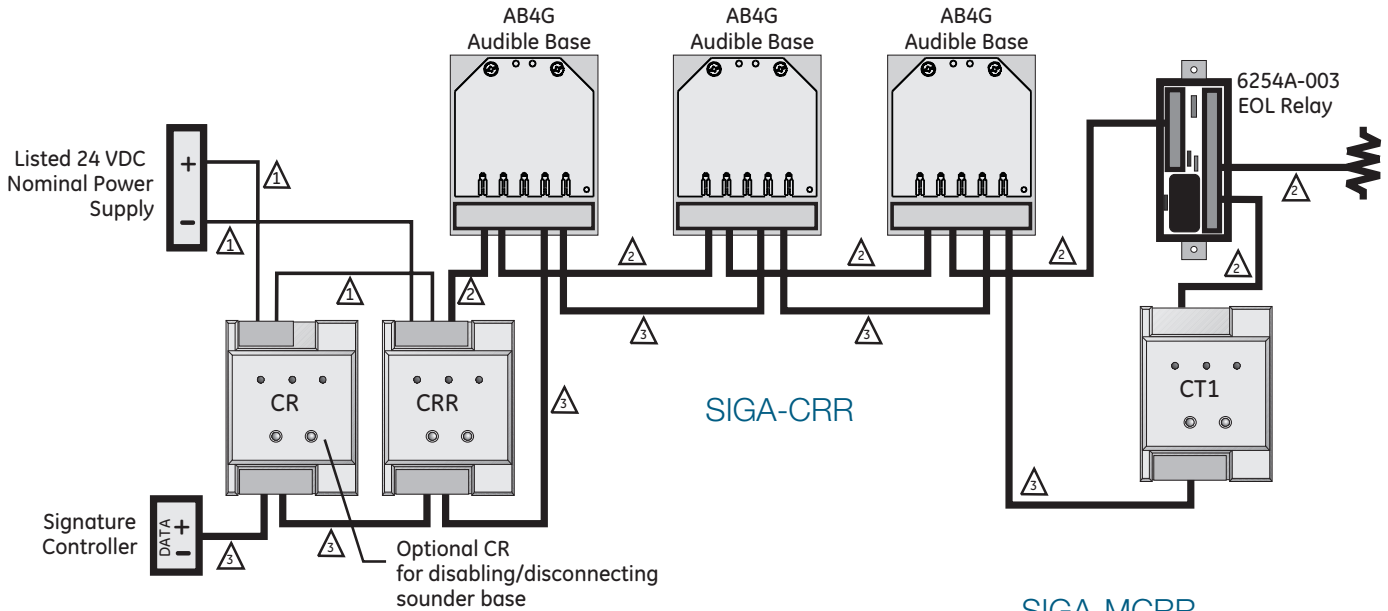 AB4G
Audible Base
AB4G
Audible Base
AB4G
Audible Base
6254A-003
EOL Relay
Listed 24 VDC
Nominal Power
Supply
+
-
1
1
1
2
2
2
2
2
2
3
3
3
CR
CRR
SIGA-CRR
CT1
3
Signature
Controller
DATA
+
-
3
3
Optional CR
for disabling/disconnecting
sounder base
SIGA-MCRR